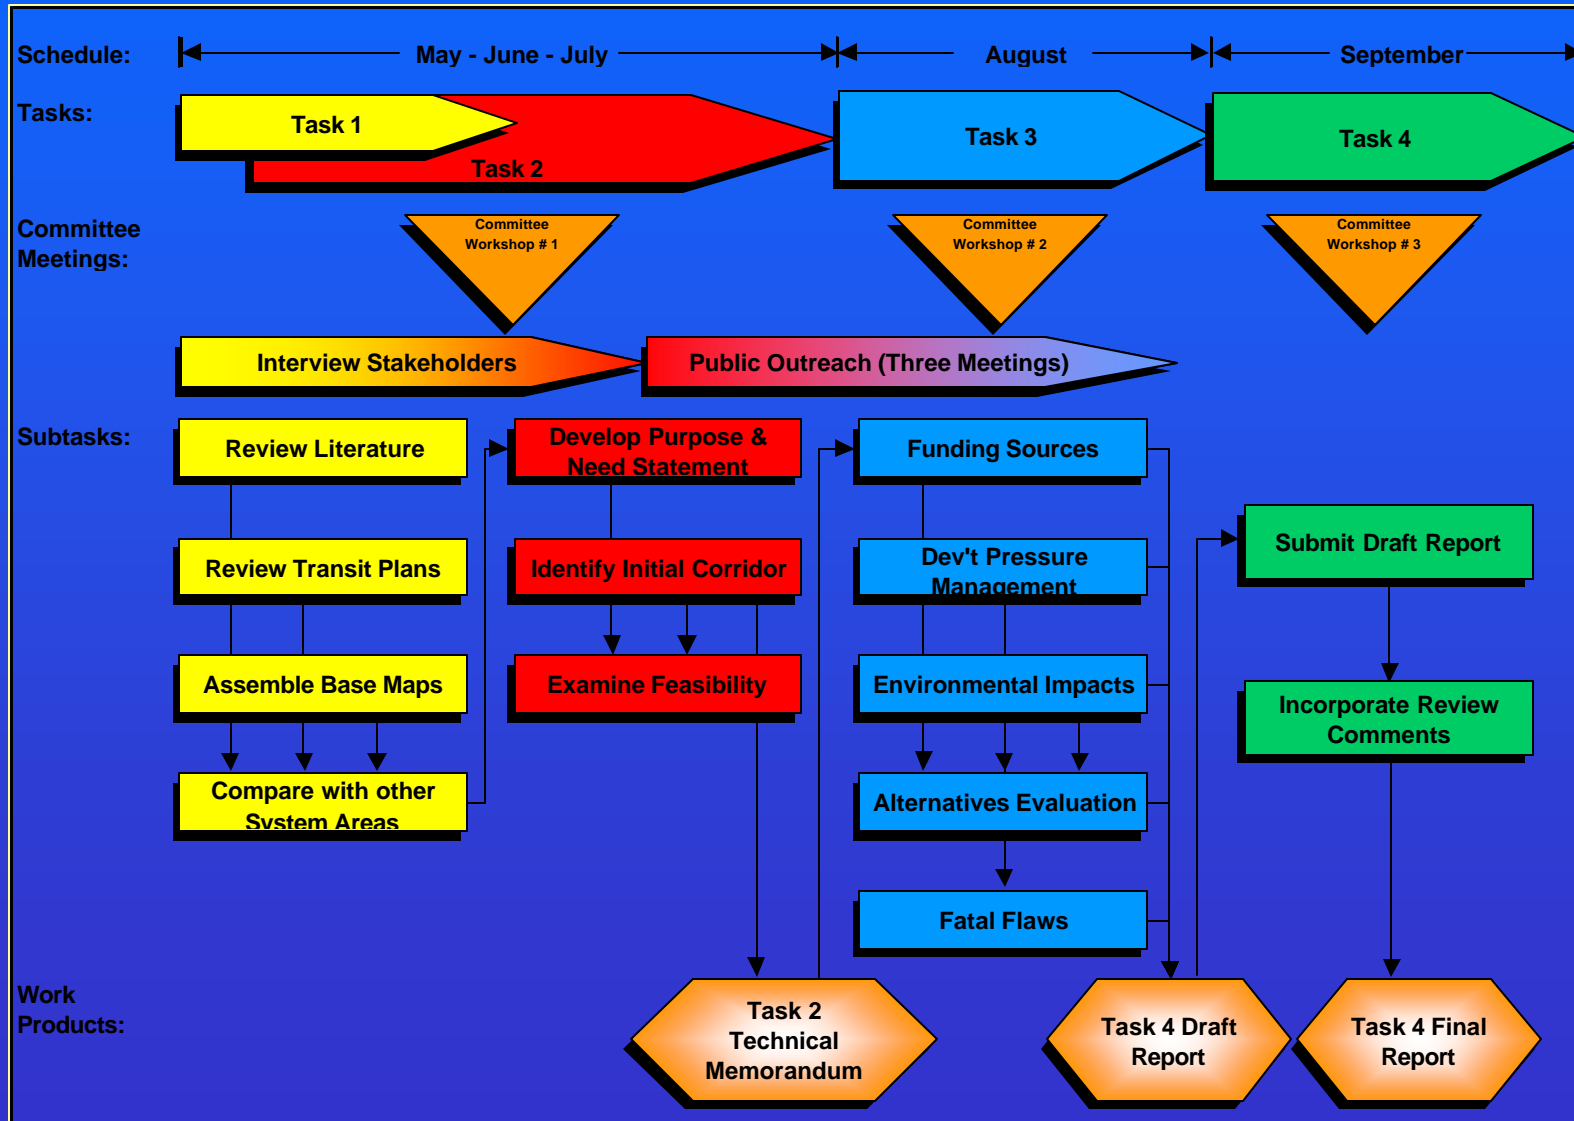 Schedule:
May - June - July
August
September
Tasks:
Task 1
Task 2
Task 3
Task 4
Committee
Meetings:
Committee
Workshop # 1
Committee
Workshop # 2
Committee
Workshop # 3
Interview Stakeholders
Public Outreach (Three Meetings)
Subtasks:
Review Literature
Review Transit Plans
Assemble Base Maps
Compare with other
System Areas
Develop Purpose &
Need Statement
Identify Initial Corridor
Examine Feasibility
Funding Sources
Dev't Pressure
Management
Environmental Impacts
Alternatives Evaluation
Fatal Flaws
Submit Draft Report
Incorporate Review
Comments
Work
Products:
Task 2
Technical
Memorandum
Task 4 Draft
Report
Task 4 Final
Report